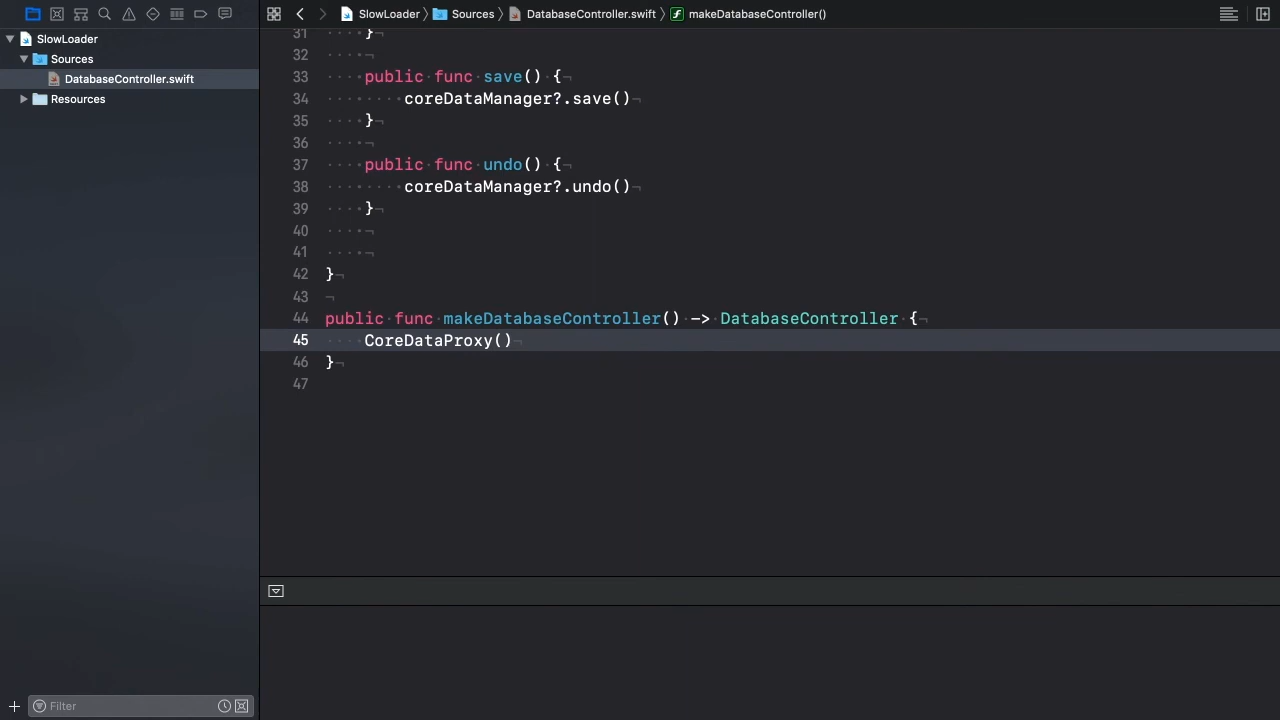 SlowLoader
Sources
DatabaseController.swift
makeDatabaseController()
SlowLoader
Sources
DatabaseController.swift
Resources
31 }
32
33 public func save() {
34 coreDataManager?.save()
35 }
36
37 public func undo() {
38 coreDataManager?.undo()
39 }
40
41
42 }
43
44 public func makeDatabaseController() -> DatabaseController {
45 CoreDataProxy()
46 }
47
Filter